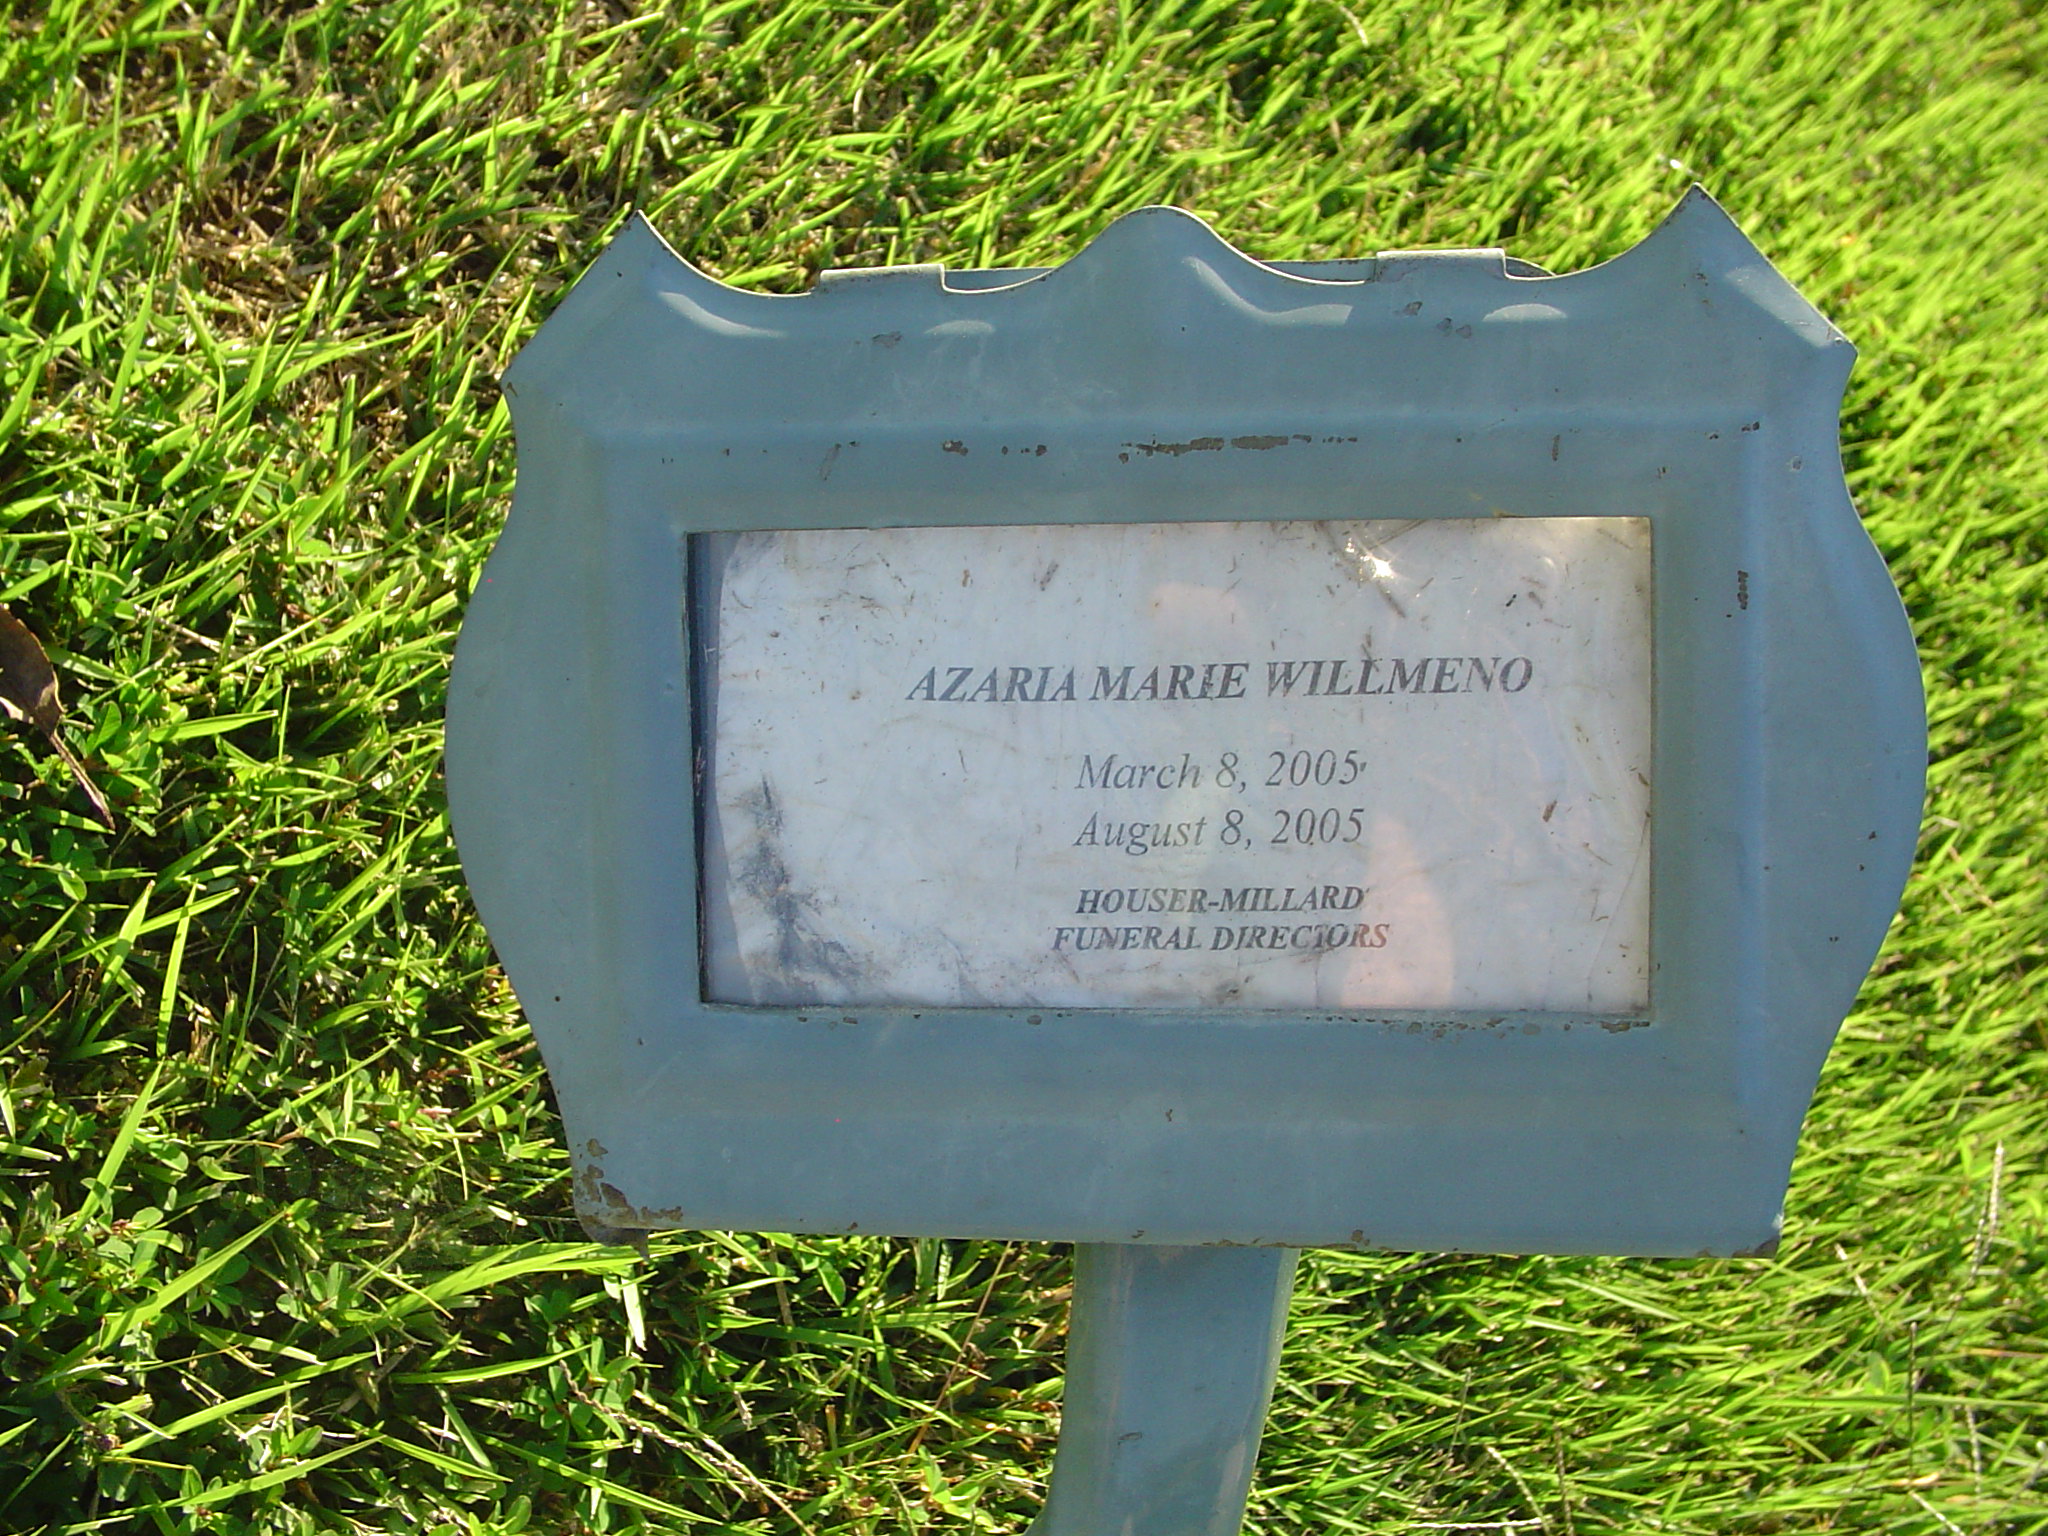 AZARIA MARIE WILLMENO
March 8, 2005
August 8, 2005
HOUSER-MILLARD
FUNERAL DIRECTORS